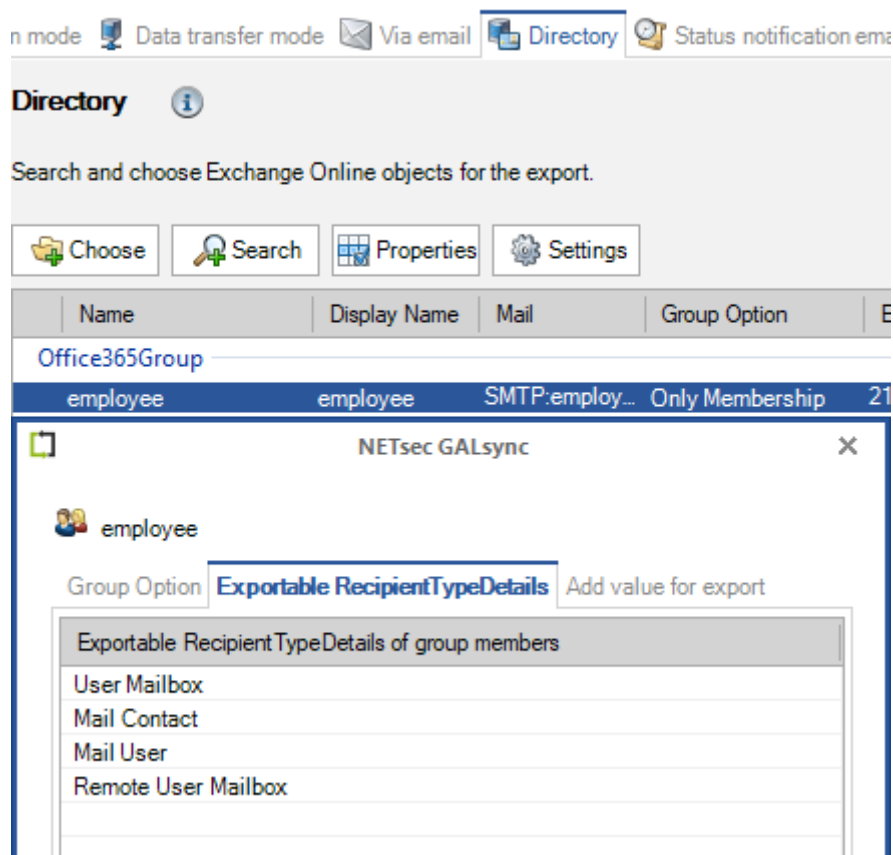 n mode Data transfer mode Via email Directory Status notification ema
Directory
Search and choose Exchange Online objects for the export.
Choose Search Properties Settings
Name Display Name Mail Group Option E
Office365Group
employee employee SMTP:employ... Only Membership 21
NETsec GALsync
employee
Group Option Exportable RecipientTypeDetails Add value for export
Exportable RecipientTypeDetails of group members
User Mailbox
Mail Contact
Mail User
Remote User Mailbox